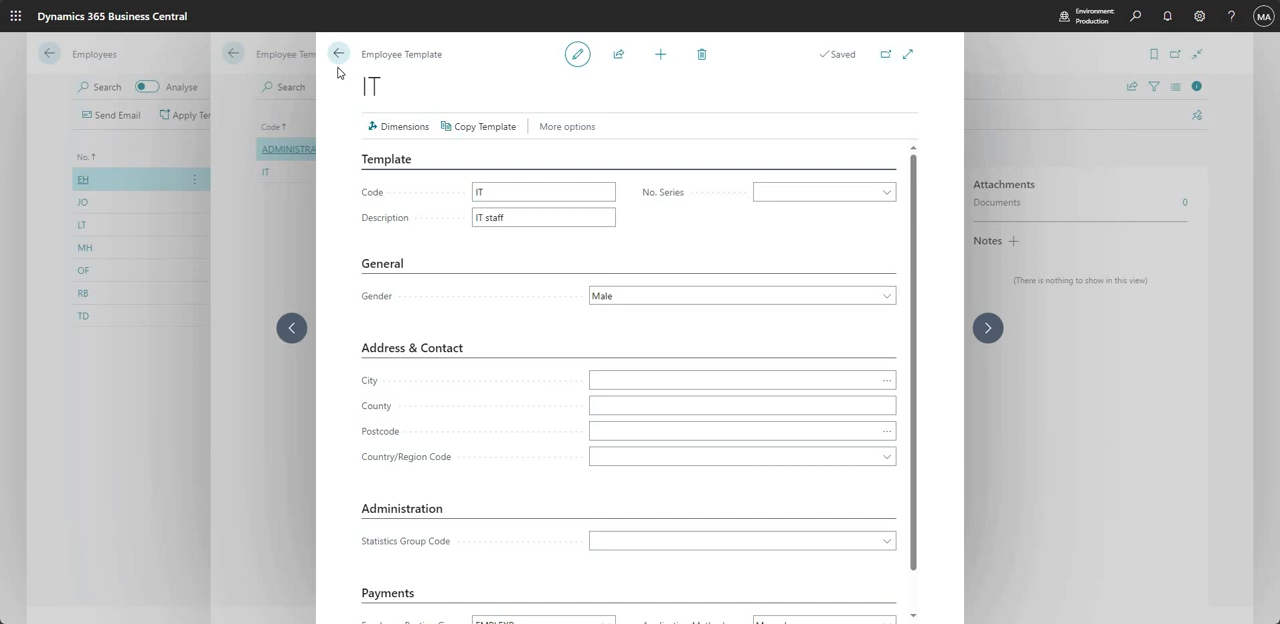 Dynamics 365 Business Central
Environment:
Production
MA
Employees
Search
Analyse
Send Email
Apply Ter
No. ↑
EH
JO
LT
MH
OF
RB
TD
Employee Tem
Search
Code ↑
ADMINISTRA
IT
Employee Template
Saved
IT
Dimensions
Copy Template
More options
Template
Code
IT
No. Series
Description
IT staff
General
Gender
Male
Address & Contact
City
County
Postcode
Country/Region Code
Administration
Statistics Group Code
Payments
Attachments
Documents
0
Notes
(There is nothing to show in this view)